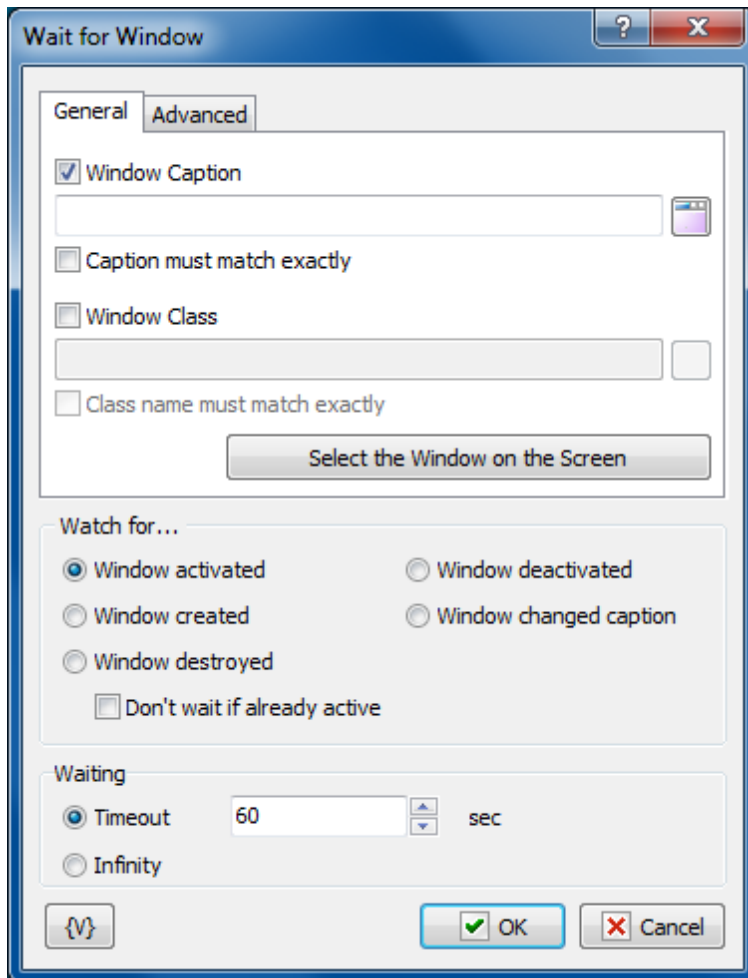 Wait for Window
?
General Advanced
Window Caption
Caption must match exactly
Window Class
Class name must match exactly
Select the Window on the Screen
Watch for...
Window activated Window deactivated
Window created Window changed caption
Window destroyed
Don't wait if already active
Waiting
Timeout 60 sec
Infinity
{V} OK Cancel